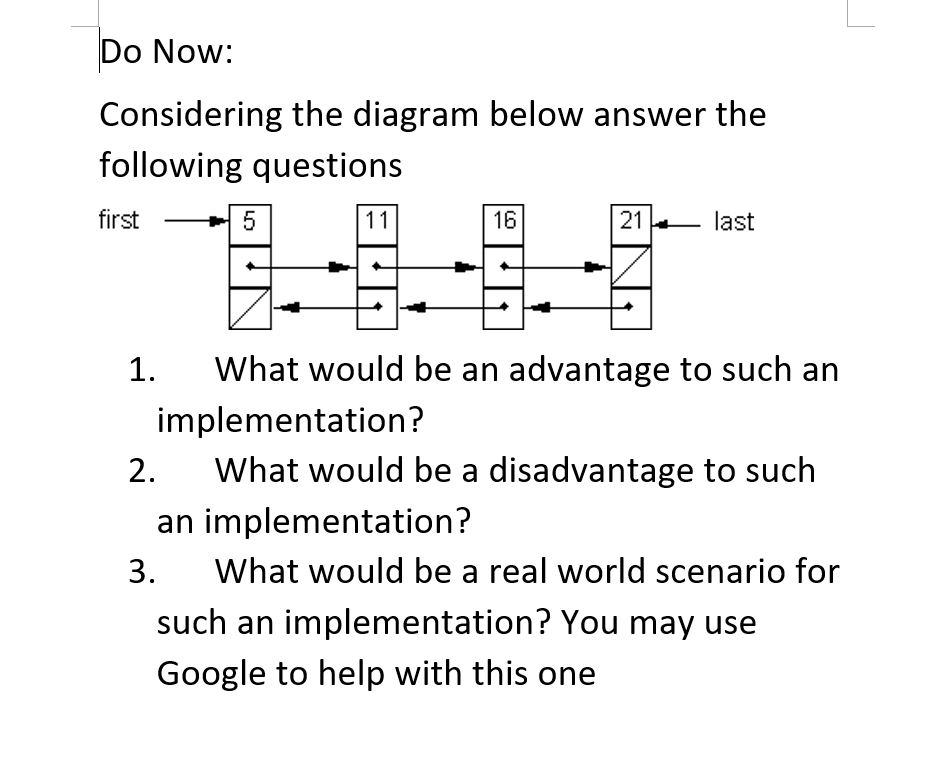 Do Now:
Considering the diagram below answer the
following questions
first 5 11 16 21 last
1. What would be an advantage to such an
implementation?
2. What would be a disadvantage to such
an implementation?
3. What would be a real world scenario for
such an implementation? You may use
Google to help with this one